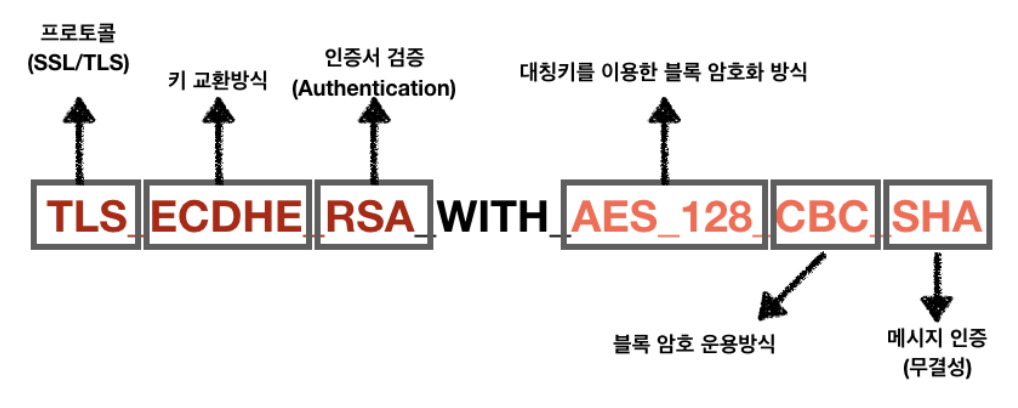 프로토콜
(SSL/TLS)
키 교환방식
인증서 검증
(Authentication)
대칭키를 이용한 블록 암호화 방식
TLS_ECDHE_RSA_WITH_AES_128_CBC_SHA
블록 암호 운용방식
메시지 인증
(무결성)